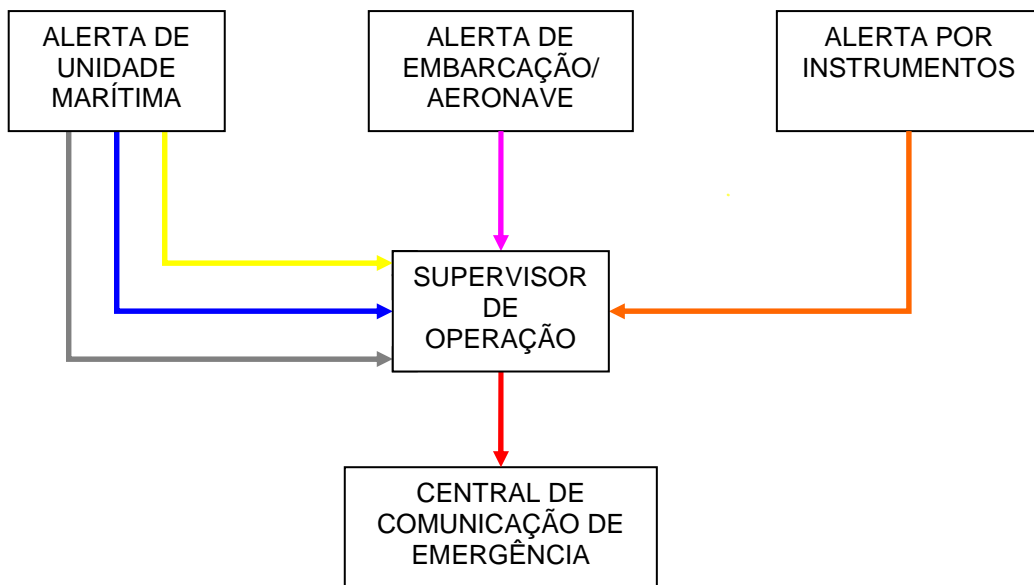 ALERTA DE
UNIDADE
MARÍTIMA
ALERTA DE
EMBARCAÇÃO/
AERONAVE
ALERTA POR
INSTRUMENTOS
SUPERVISOR
DE
OPERAÇÃO
CENTRAL DE
COMUNICAÇÃO DE
EMERGÊNCIA